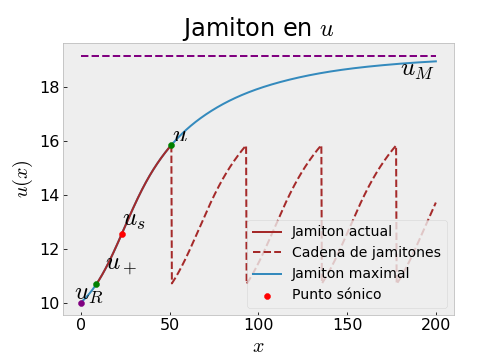 Jamiton en u
u(x)
18
16
14
12
10
u_M
u
u_s
u_+
u_R
Jamiton actual
Cadena de jamitones
Jamiton maximal
Punto sónico
0
50
100
150
200
x